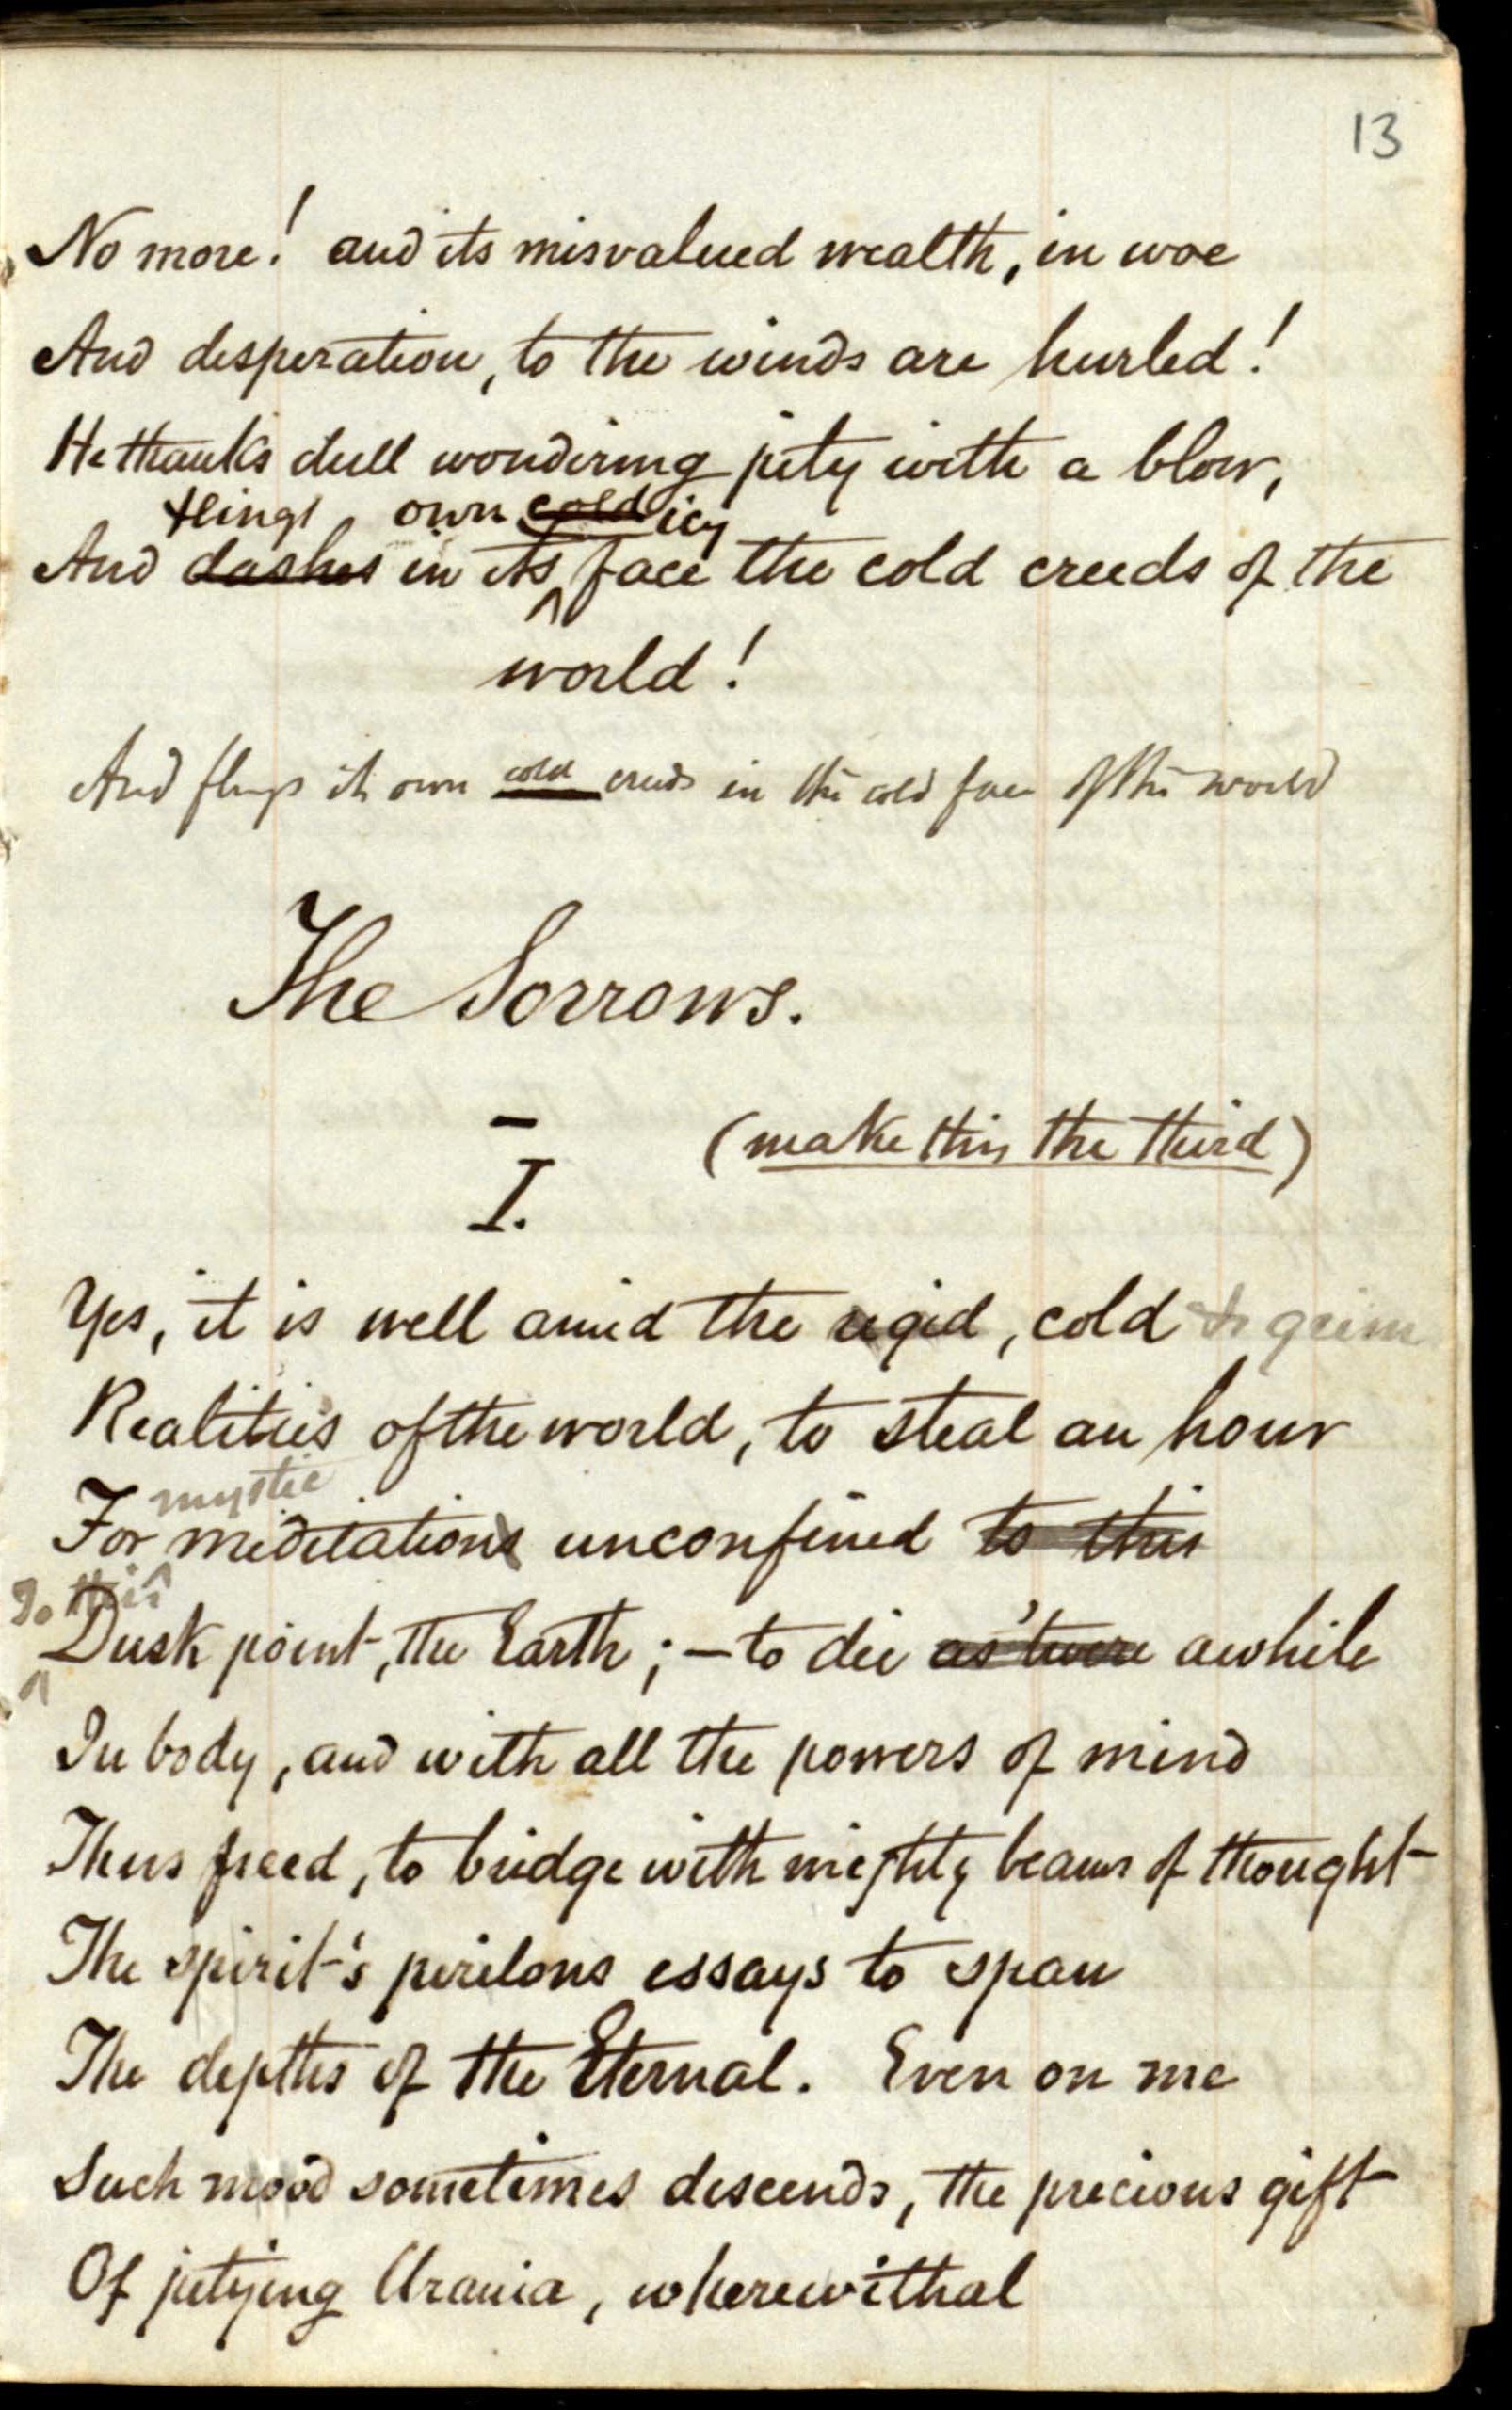 13
No more! and its misvalued wealth, in woe
And desperation, to the winds are hurled!
He thanks dull wondering pity with a blow,
flings own cold icy
And dashes in its face the cold creeds of the
world!
And flings its own cold creeds in the cold face of the world
The Sorrows.
I.
(make this the third)
Yes, it is well amid the rigid, cold & grim
Realities of the world, to steal an hour
mystic
For meditations unconfined to this
To this
Dusk point, the Earth; – to die as 'twere awhile
In body, and with all the powers of mind
Thus freed, to bridge with mighty beams of thought
The spirit's perilous essays to span
The depths of the Eternal. Even on me
Such mood sometimes descends, the precious gift
Of pitying Urania, wherewithal